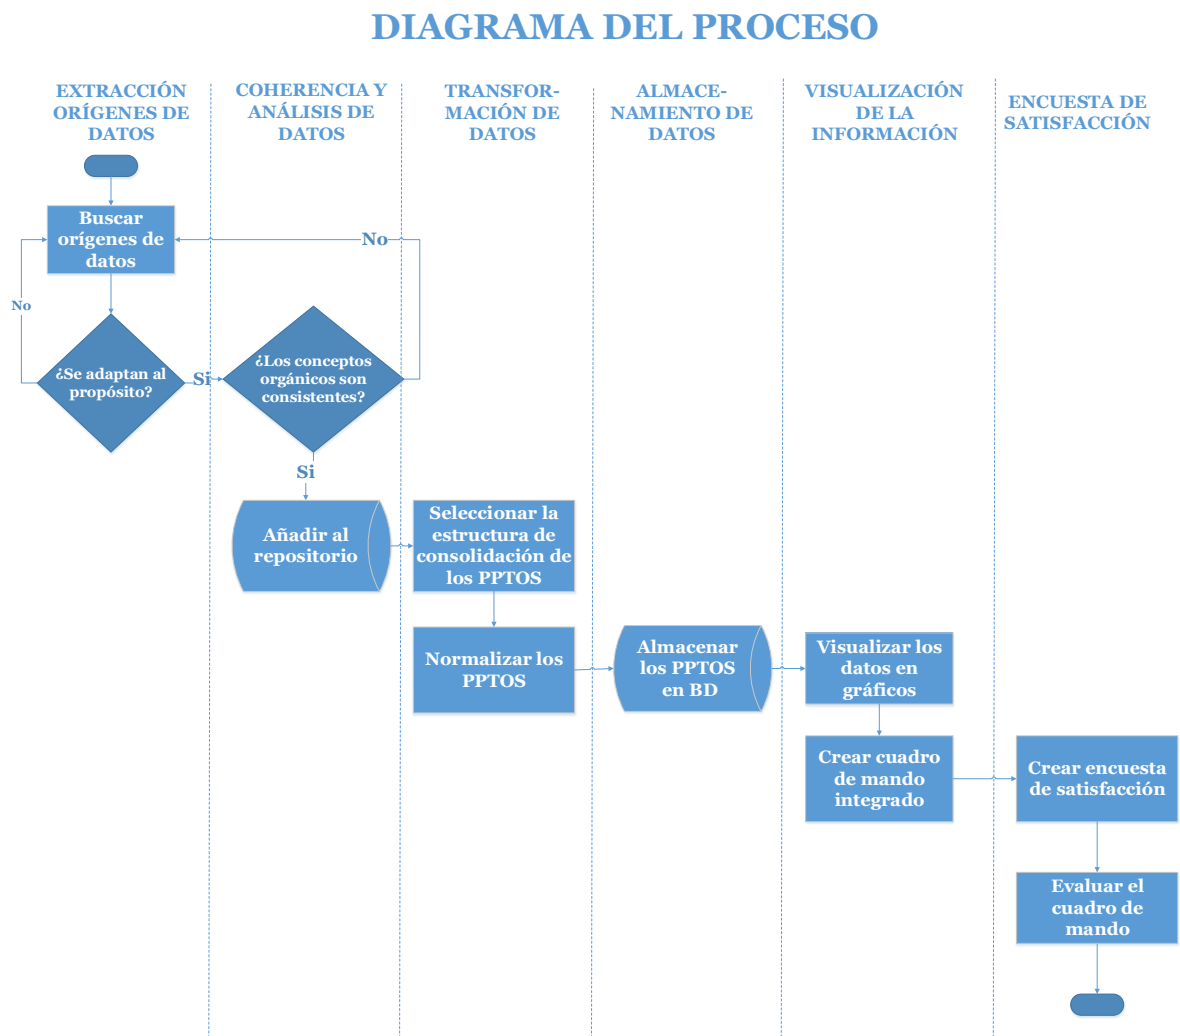 DIAGRAMA DEL PROCESO
EXTRACCIÓN
ORÍGENES DE
DATOS
COHERENCIA Y
ANÁLISIS DE
DATOS
TRANSFOR-
MACIÓN DE
DATOS
ALMACE-
NAMIENTO DE
DATOS
VISUALIZACIÓN
DE LA
INFORMACIÓN
ENCUESTA DE
SATISFACCIÓN
Buscar
orígenes de
datos
No
No
¿Se adaptan al
propósito?
Si
¿Los conceptos
orgánicos son
consistentes?
Si
Añadir al
repositorio
Seleccionar la
estructura de
consolidación de
los PPTOS
Normalizar los
PPTOS
Almacenar
los PPTOS
en BD
Visualizar los
datos en
gráficos
Crear cuadro
de mando
integrado
Crear encuesta
de satisfacción
Evaluar el
cuadro de
mando